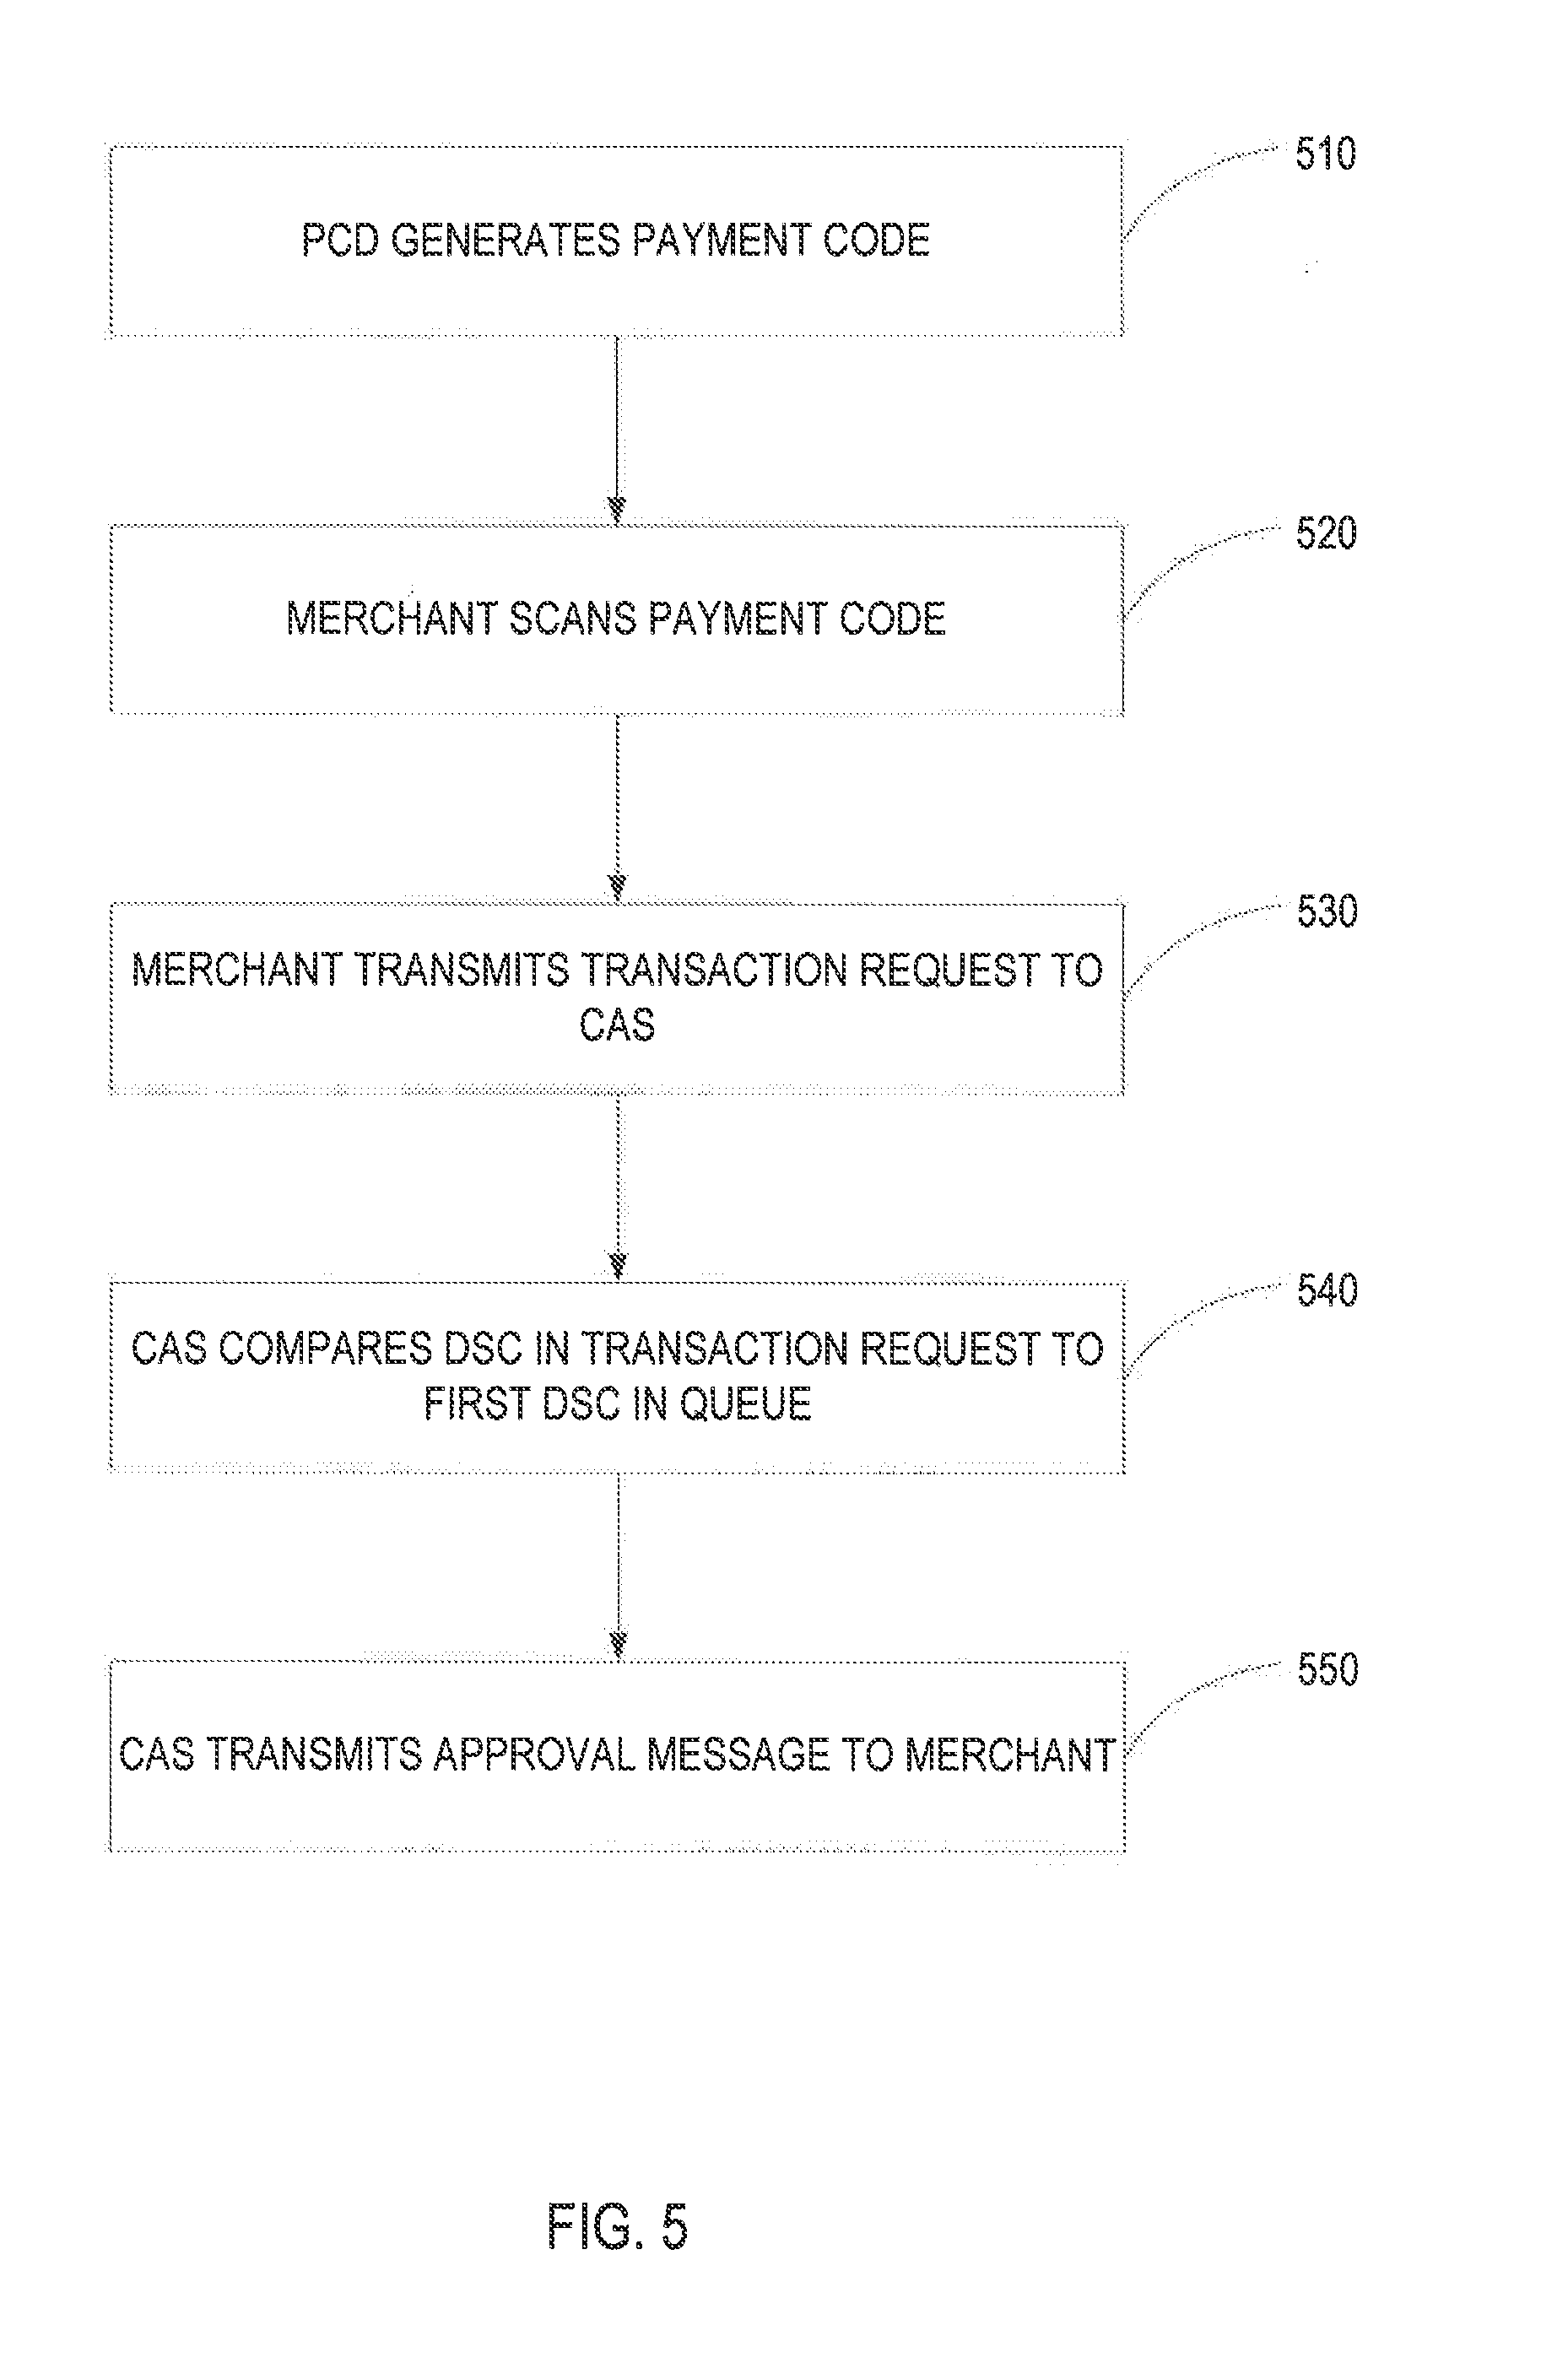 510
PCD GENERATES PAYMENT CODE
520
MERCHANT SCANS PAYMENT CODE
530
MERCHANT TRANSMITS TRANSACTION REQUEST TO
CAS
540
CAS COMPARES DSC IN TRANSACTION REQUEST TO
FIRST DSC IN QUEUE
550
CAS TRANSMITS APPROVAL MESSAGE TO MERCHANT
FIG. 5